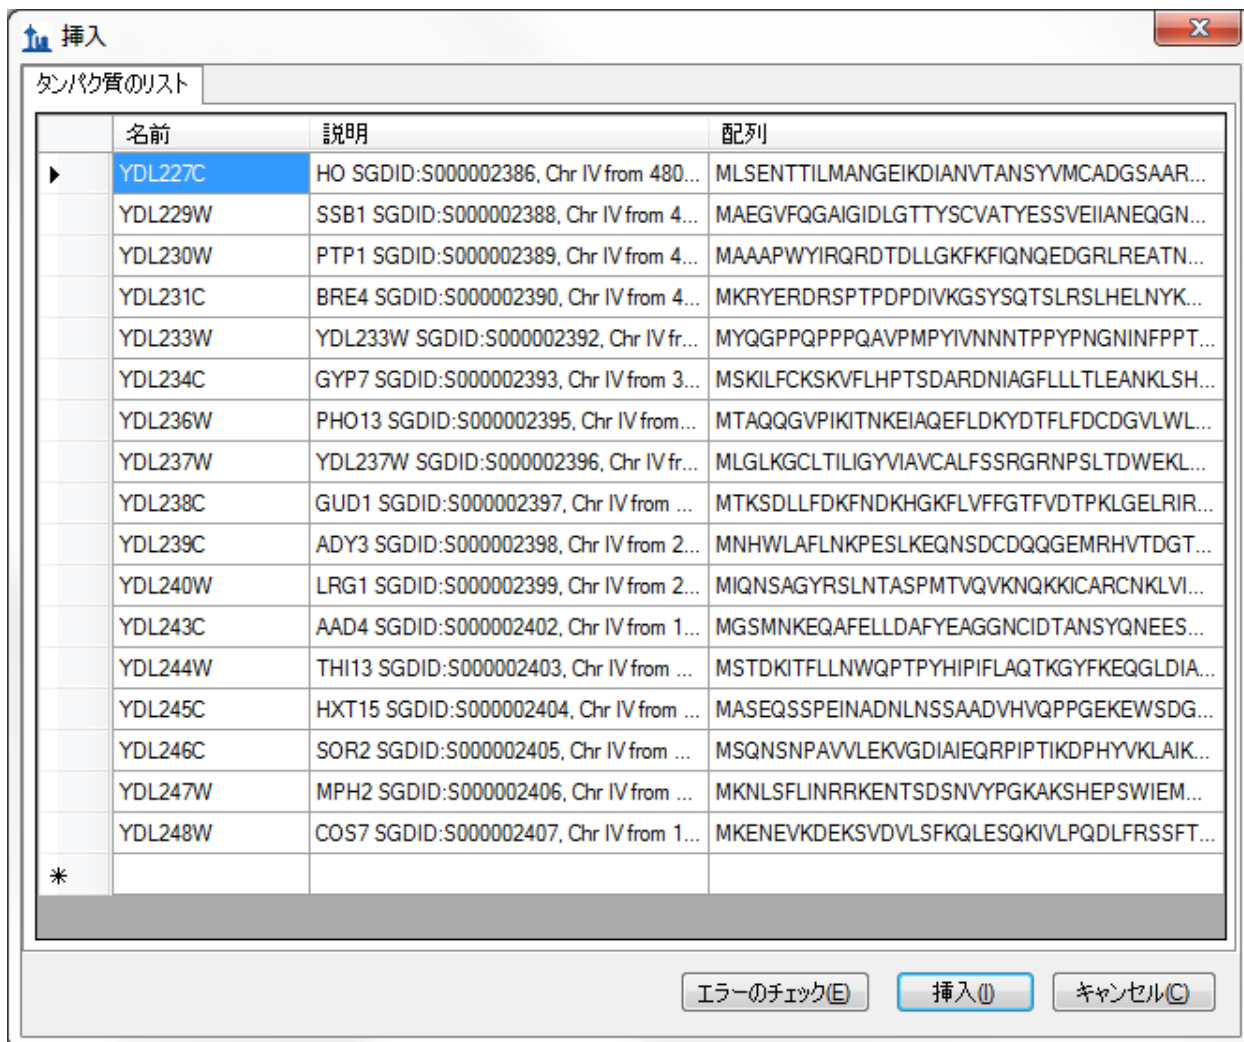 挿入
タンパク質のリスト
名前 説明 配列
YDL227C HO SGDID:S000002386, Chr IV from 480... MLSENTTILMANGEIKDIANVTANSYVMCADGSAAR...
YDL229W SSB1 SGDID:S000002388, Chr IV from 4... MAEGVFQGAIGIDLGTTYSCVATYESSVEIIANEQGN...
YDL230W PTP1 SGDID:S000002389, Chr IV from 4... MAAAPWYIRQRDTDLLGKFKFIQNQEDGRLREATN...
YDL231C BRE4 SGDID:S000002390, Chr IV from 4... MKRYERDRSPTPDPDIVKGSYSQTSLRSLHELNYK...
YDL233W YDL233W SGDID:S000002392, Chr IV fr... MYQGPPQPPPQAVPMPYIVNNNTPPYPNGNINFPPT...
YDL234C GYP7 SGDID:S000002393, Chr IV from 3... MSKILFCKSKVFLHPTSDARDNIAGFLLLTLEANKLSH...
YDL236W PHO13 SGDID:S000002395, Chr IV from... MTAQQGVPIKITNKEIAQEFLDKYDTFLFDCDGVLWL...
YDL237W YDL237W SGDID:S000002396, Chr IV fr... MLGLKGCLTILIGYVIAVCALFSSRGRNPSLTDWEKL...
YDL238C GUD1 SGDID:S000002397, Chr IV from ... MTKSDLLFDKFNDKHGKFLVFFGTFVDTPKLGELRIR...
YDL239C ADY3 SGDID:S000002398, Chr IV from 2... MNHWLAFLNKPESLKEQNSDCDQQGEMRHVTDGT...
YDL240W LRG1 SGDID:S000002399, Chr IV from 2... MIQNSAGYRSLNTASPMTVQVKNQKKICARCNKLVI...
YDL243C AAD4 SGDID:S000002402, Chr IV from 1... MGSMNKEQAFELLDAFYEAGGNCIDTANSYQNEES...
YDL244W THI13 SGDID:S000002403, Chr IV from ... MSTDKITFLLNWQPTPYHIPIFLAQTKGYFKEQGLDIA...
YDL245C HXT15 SGDID:S000002404, Chr IV from ... MASEQSSPEINADNLNSSAADVHVQPPGEKEWSDG...
YDL246C SOR2 SGDID:S000002405, Chr IV from ... MSQNSNPAVVLEKVGDIAIEQRPIPTIKDPHYVKLAIK...
YDL247W MPH2 SGDID:S000002406, Chr IV from ... MKNLSFLINRRKENTSDSNVYPGKAKSHEPSWIEM...
YDL248W COS7 SGDID:S000002407, Chr IV from 1... MKENEVKDEKSVDVLSFKQLESQKIVLPQDLFRSSFT...
エラーのチェック(E) 挿入(I) キャンセル(C)